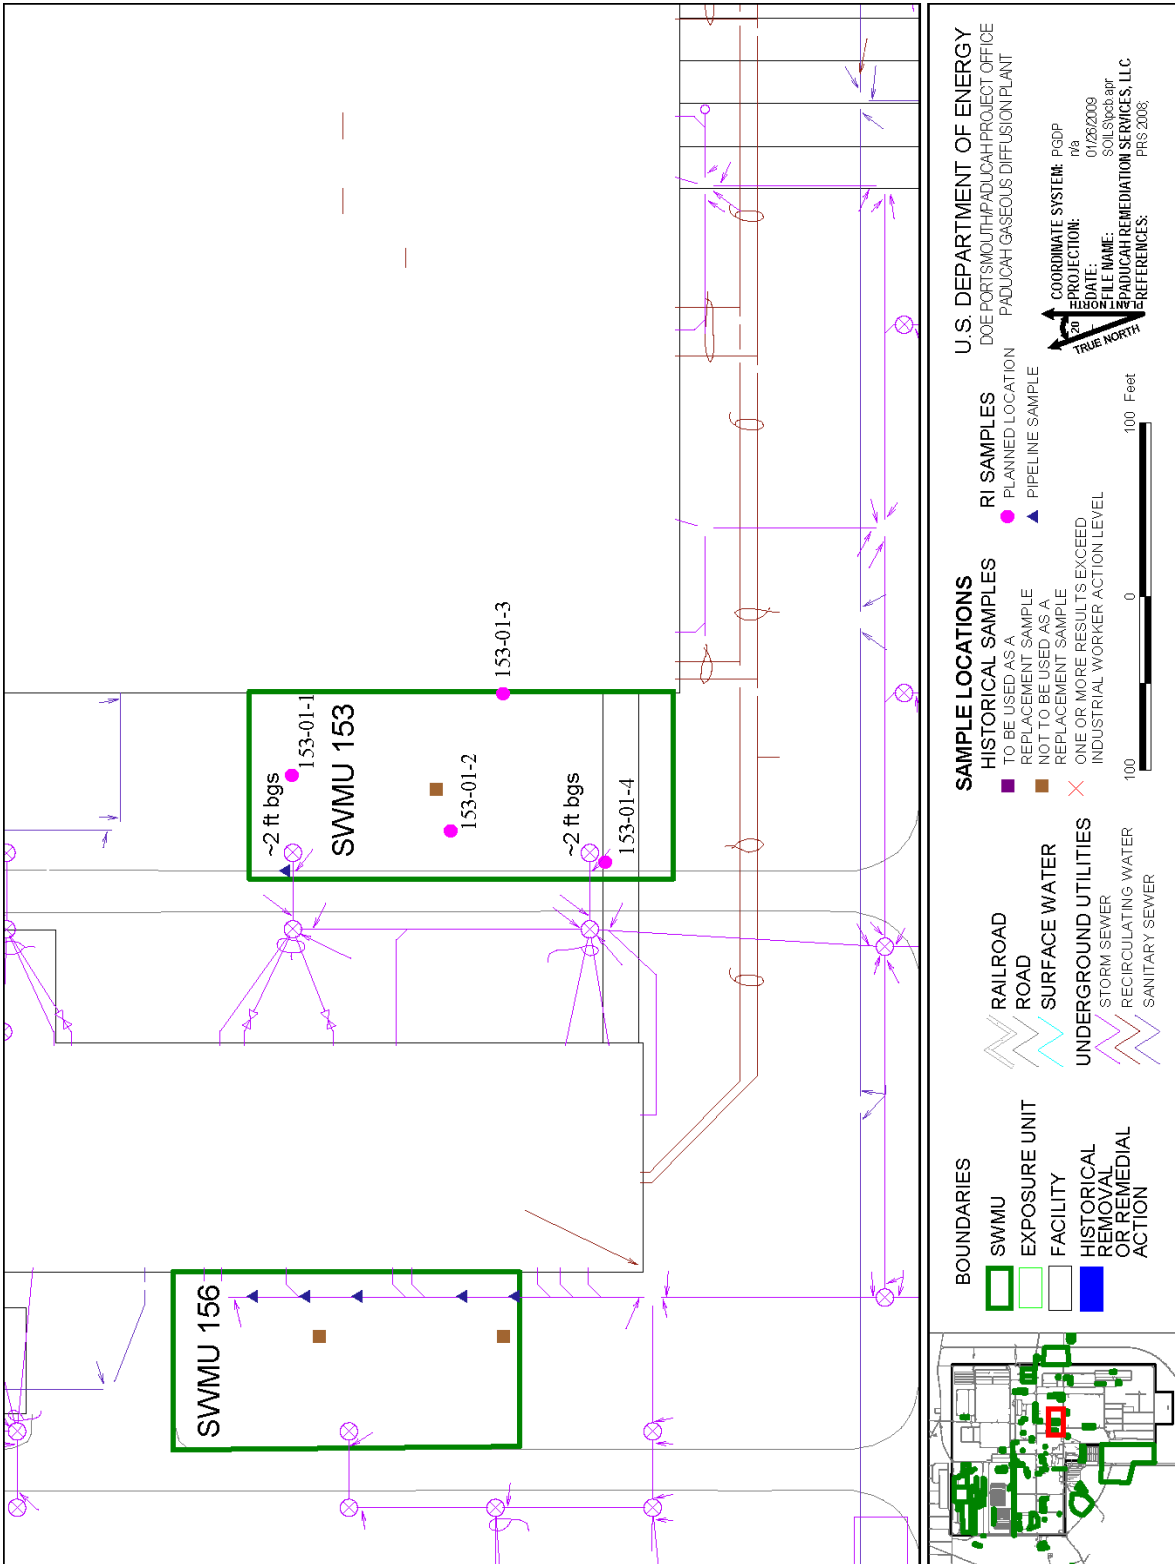 SWMU 156
SWMU 153
~2 ft bgs
153-01-1
153-01-2
153-01-3
~2 ft bgs
153-01-4
BOUNDARIES
SWMU
EXPOSURE UNIT
FACILITY
HISTORICAL
REMOVAL
OR REMEDIAL
ACTION
RAILROAD
ROAD
SURFACE WATER
UNDERGROUND UTILITIES
STORM SEWER
RECIRCULATING WATER
SANITARY SEWER
SAMPLE LOCATIONS
HISTORICAL SAMPLES
TO BE USED AS A
REPLACEMENT SAMPLE
NOT TO BE USED AS A
REPLACEMENT SAMPLE
ONE OR MORE RESULTS EXCEED
INDUSTRIAL WORKER ACTION LEVEL
RI SAMPLES
PLANNED LOCATION
PIPELINE SAMPLE
100 0 100 Feet
U.S. DEPARTMENT OF ENERGY
DOE PORTSMOUTH/PADUCAH PROJECT OFFICE
PADUCAH GASEOUS DIFFUSION PLANT
TRUE NORTH
20
PLANT NORTH
COORDINATE SYSTEM: PGDP
PROJECTION: n/a
DATE: 01/26/2009
FILE NAME: SOILS\pcb.apr
PADUCAH REMEDIATION SERVICES, LLC
REFERENCES: PRS 2008;